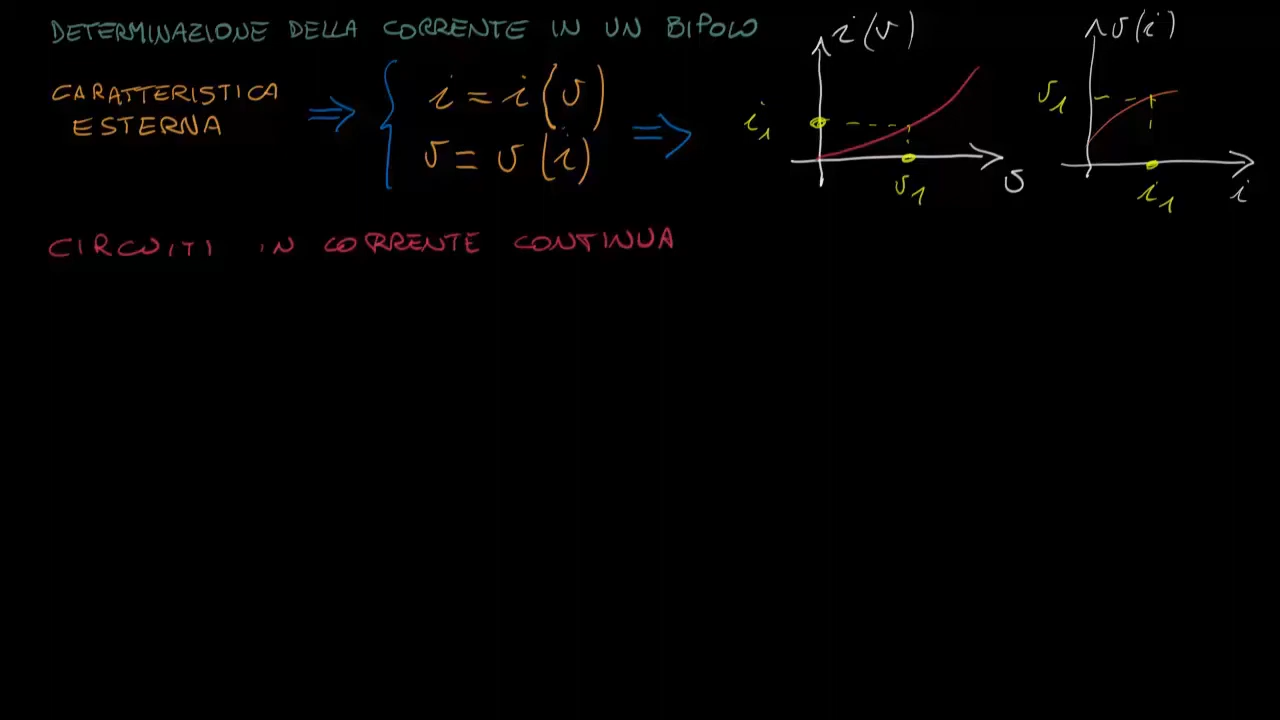 DETERMINAZIONE DELLA CORRENTE IN UN BIPOLO
CARATTERISTICA
ESTERNA
⇒ { i = i(v)
v = v(i) ⇒
i(v)
i₁
v₁
v
v(i)
v₁
i₁
i
CIRCUITI IN CORRENTE CONTINUA